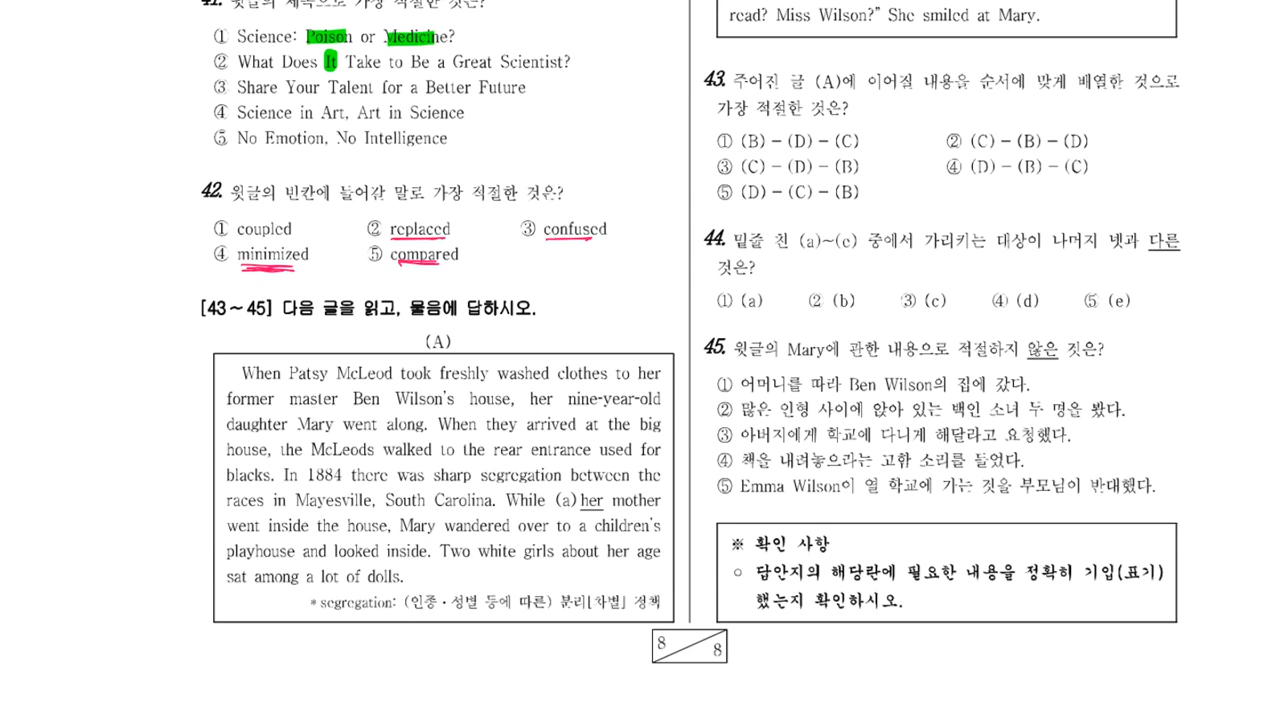 41. 윗글의 제목으로 가장 적절한 것은?
① Science: Poison or Medicine?
② What Does It Take to Be a Great Scientist?
③ Share Your Talent for a Better Future
④ Science in Art, Art in Science
⑤ No Emotion, No Intelligence
42. 윗글의 빈칸에 들어갈 말로 가장 적절한 것은?
① coupled ② replaced ③ confused
④ minimized ⑤ compared
[43~45] 다음 글을 읽고, 물음에 답하시오.
(A)
When Patsy McLeod took freshly washed clothes to her
former master Ben Wilson's house, her nine-year-old
daughter Mary went along. When they arrived at the big
house, the McLeods walked to the rear entrance used for
blacks. In 1884 there was sharp segregation between the
races in Mayesville, South Carolina. While (a) her mother
went inside the house, Mary wandered over to a children's
playhouse and looked inside. Two white girls about her age
sat among a lot of dolls.
* segregation: (인종·성별 등에 따른) 분리[차별] 정책
read? Miss Wilson?” She smiled at Mary.
43. 주어진 글 (A)에 이어질 내용을 순서에 맞게 배열한 것으로
가장 적절한 것은?
① (B) - (D) - (C) ② (C) - (B) - (D)
③ (C) - (D) - (B) ④ (D) - (B) - (C)
⑤ (D) - (C) - (B)
44. 밑줄 친 (a)~(e) 중에서 가리키는 대상이 나머지 넷과 다른
것은?
① (a) ② (b) ③ (c) ④ (d) ⑤ (e)
45. 윗글의 Mary에 관한 내용으로 적절하지 않은 것은?
① 어머니를 따라 Ben Wilson의 집에 갔다.
② 많은 인형 사이에 앉아 있는 백인 소녀 두 명을 봤다.
③ 아버지에게 학교에 다니게 해달라고 요청했다.
④ 책을 내려놓으라는 고함 소리를 들었다.
⑤ Emma Wilson이 열 학교에 가는 것을 부모님이 반대했다.
※ 확인 사항
○ 답안지의 해당란에 필요한 내용을 정확히 기입(표기)
했는지 확인하시오.
8 8